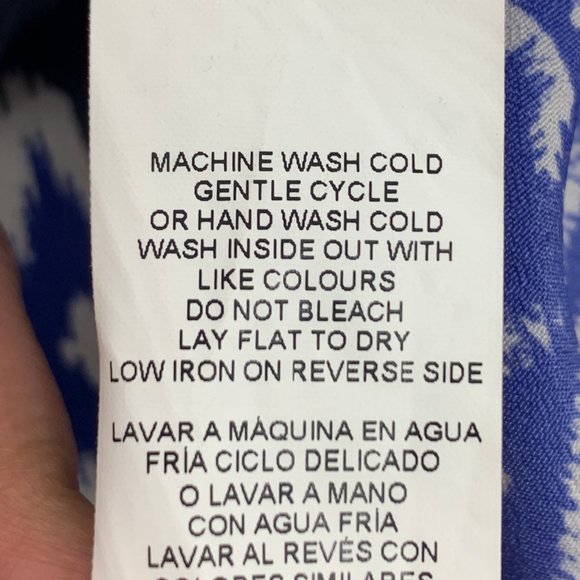 MACHINE WASH COLD
GENTLE CYCLE
OR HAND WASH COLD
WASH INSIDE OUT WITH
LIKE COLOURS
DO NOT BLEACH
LAY FLAT TO DRY
LOW IRON ON REVERSE SIDE
LAVAR A MÁQUINA EN AGUA
FRÍA CICLO DELICADO
O LAVAR A MANO
CON AGUA FRÍA
LAVAR AL REVÉS CON
COLORES SIMILARES